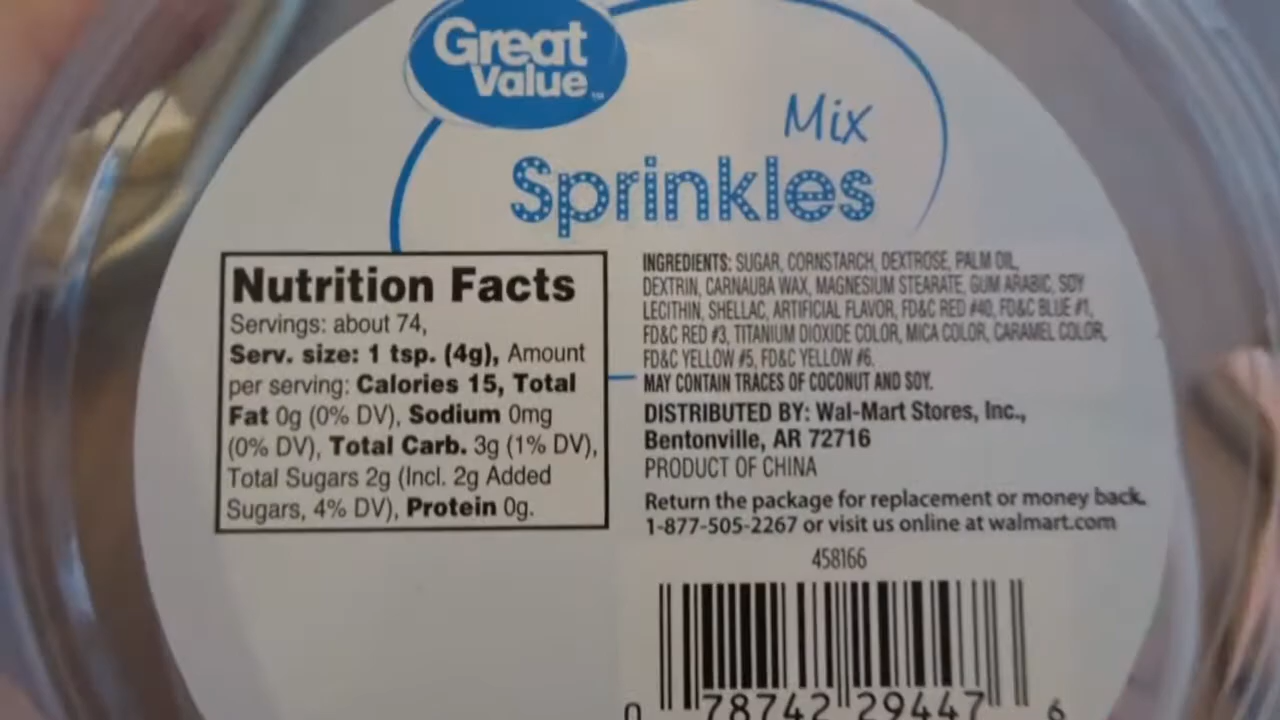 Great
Value™
Mix
Sprinkles
Nutrition Facts
Servings: about 74,
Serv. size: 1 tsp. (4g), Amount
per serving: Calories 15, Total
Fat 0g (0% DV), Sodium 0mg
(0% DV), Total Carb. 3g (1% DV),
Total Sugars 2g (Incl. 2g Added
Sugars, 4% DV), Protein 0g.
INGREDIENTS: SUGAR, CORNSTARCH, DEXTROSE, PALM OIL,
DEXTRIN, CARNAUBA WAX, MAGNESIUM STEARATE, GUM ARABIC, SOY
LECITHIN, SHELLAC, ARTIFICIAL FLAVOR, FD&C RED #40, FD&C BLUE #1,
FD&C RED #3, TITANIUM DIOXIDE COLOR, MICA COLOR, CARAMEL COLOR,
FD&C YELLOW #5, FD&C YELLOW #6.
MAY CONTAIN TRACES OF COCONUT AND SOY.
DISTRIBUTED BY: Wal-Mart Stores, Inc.,
Bentonville, AR 72716
PRODUCT OF CHINA
Return the package for replacement or money back.
1-877-505-2267 or visit us online at walmart.com
458166
0 78742 29447 6